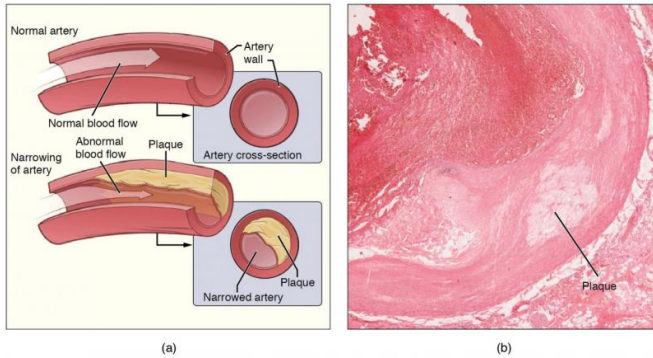 Normal artery
Artery
wall
Normal blood flow
Artery cross-section
Abnormal
blood flow
Plaque
Narrowing
of artery
Plaque
Narrowed artery
Plaque
(a)
(b)